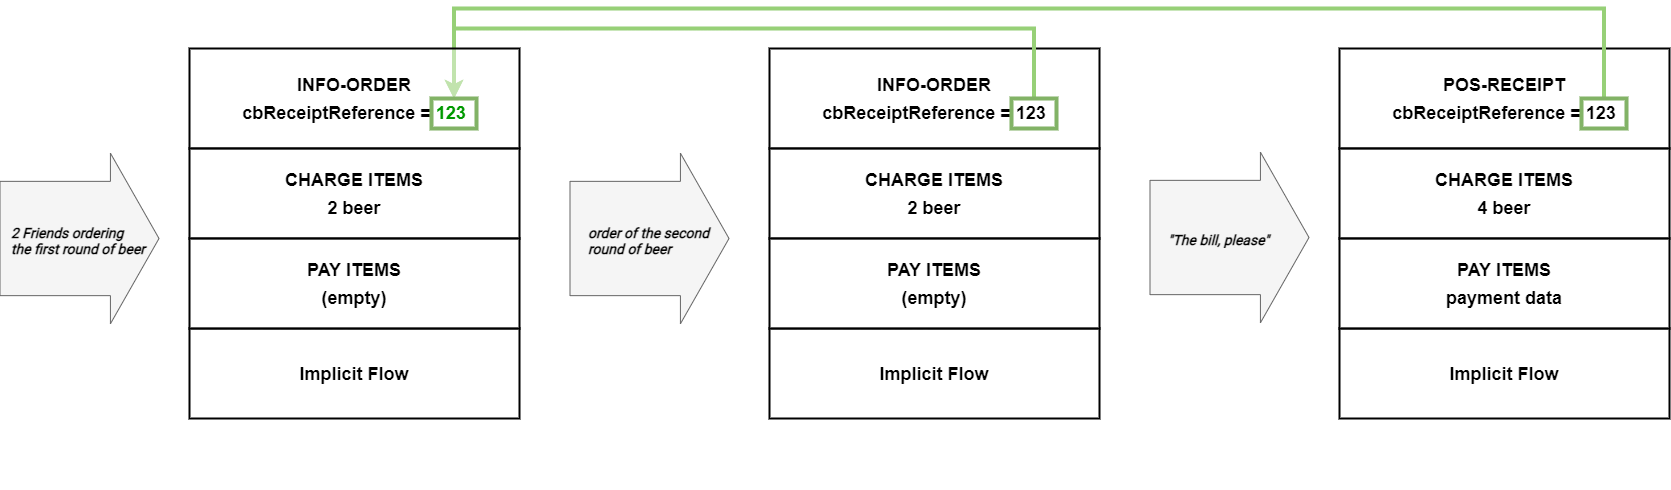 2 Friends ordering
the first round of beer
INFO-ORDER
cbReceiptReference = 123
CHARGE ITEMS
2 beer
PAY ITEMS
(empty)
Implicit Flow
order of the second
round of beer
INFO-ORDER
cbReceiptReference = 123
CHARGE ITEMS
2 beer
PAY ITEMS
(empty)
Implicit Flow
"The bill, please"
POS-RECEIPT
cbReceiptReference = 123
CHARGE ITEMS
4 beer
PAY ITEMS
payment data
Implicit Flow